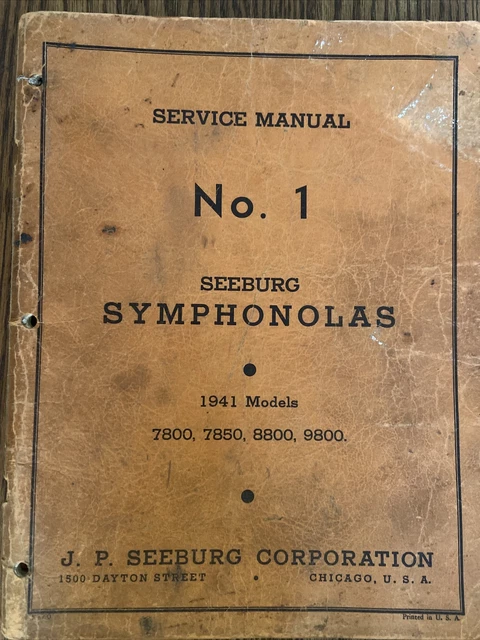 SERVICE MANUAL
No. 1
SEEBURG
SYMPHONOLAS
1941 Models
7800, 7850, 8800, 9800.
J. P. SEEBURG CORPORATION
1500 DAYTON STREET • CHICAGO, U. S. A.
Printed in U. S. A.